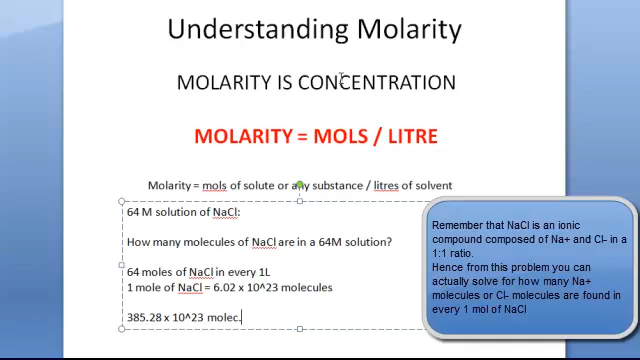 Understanding Molarity
MOLARITY IS CONCENTRATION
MOLARITY = MOLS / LITRE
Molarity = mols of solute or any substance / litres of solvent
64 M solution of NaCl:
How many molecules of NaCl are in a 64M solution?
64 moles of NaCl in every 1L
1 mole of NaCl = 6.02 x 10^23 molecules
385.28 x 10^23 molec.
Remember that NaCl is an ionic
compound composed of Na+ and Cl- in a
1:1 ratio.
Hence from this problem you can
actually solve for how many Na+
molecules or Cl- molecules are found in
every 1 mol of NaCl